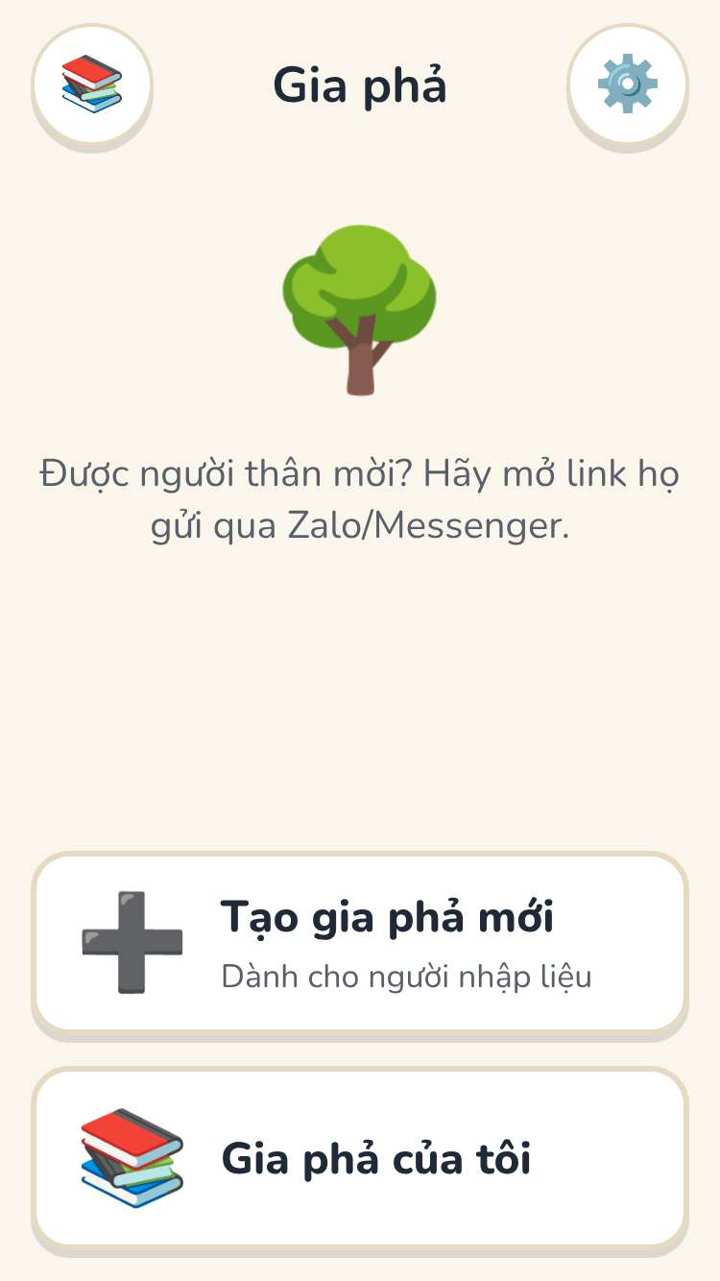 Gia phả
Được người thân mời? Hãy mở link họ
gửi qua Zalo/Messenger.
Tạo gia phả mới
Dành cho người nhập liệu
Gia phả của tôi